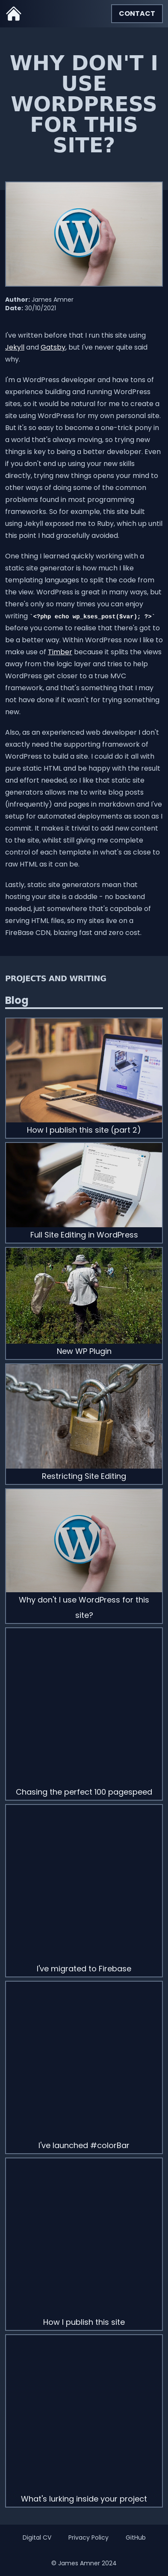 CONTACT
WHY DON'T I
USE
WORDPRESS
FOR THIS
SITE?
Author: James Amner
Date: 30/10/2021
I've written before that I run this site using
Jekyll and Gatsby, but I've never quite said
why.
I'm a WordPress developer and have tons of
experience building and running WordPress
sites, so it would be natural for me to create a
site using WordPress for my own personal site.
But it's so easy to become a one-trick pony in
a world that's always moving, so trying new
things is key to being a better developer. Even
if you don't end up using your new skills
directly, trying new things opens your mind to
other ways of doing some of the common
problems found in most programming
frameworks. So for example, this site built
using Jekyll exposed me to Ruby, which up until
this point I had discarded as gracefully avoided.
One thing I learned quickly working with a
static site generator is how much I like
templating languages to split the code from
the view. WordPress is great in many ways, but
there's only so many times you can enjoy
writing `<?php echo wp_kses_post($var); ?>`
before you come to realise that there's got to
be a better way. Within WordPress now I like to
make use of Timber because it splits the views
away from the logic layer and tries to help
WordPress get closer to a true MVC
framework, and that's something that I may
not have done if it wasn't for trying something
new.
Also, as an experienced web developer I don't
exactly need the supporting framework of
WordPress to build a site. I could do it all with
pure static HTML and be happy with the result
and effort needed, so I like that static site
generators allows me to write blog posts
(infrequently) and pages in markdown and I've
setup for automated deployments as soon as I
commit. It makes it trivial to add new content
to the site, whilst still giving me complete
control of each template in what's as close to
raw HTML as it can be.
Lastly, static site generators mean that
hosting your site is a doddle - no backend
needed, just somewhere that's capabale of
serving HTML files, so my sites live on a
FireBase CDN, blazing fast and zero cost.
PROJECTS AND WRITING
Blog
How I publish this site (part 2)
Full Site Editing in WordPress
New WP Plugin
Restricting Site Editing
Why don't I use WordPress for this
site?
Chasing the perfect 100 pagespeed
I've migrated to Firebase
I've launched #colorBar
How I publish this site
What's lurking inside your project
Digital CV
Privacy Policy
GitHub
© James Amner 2024